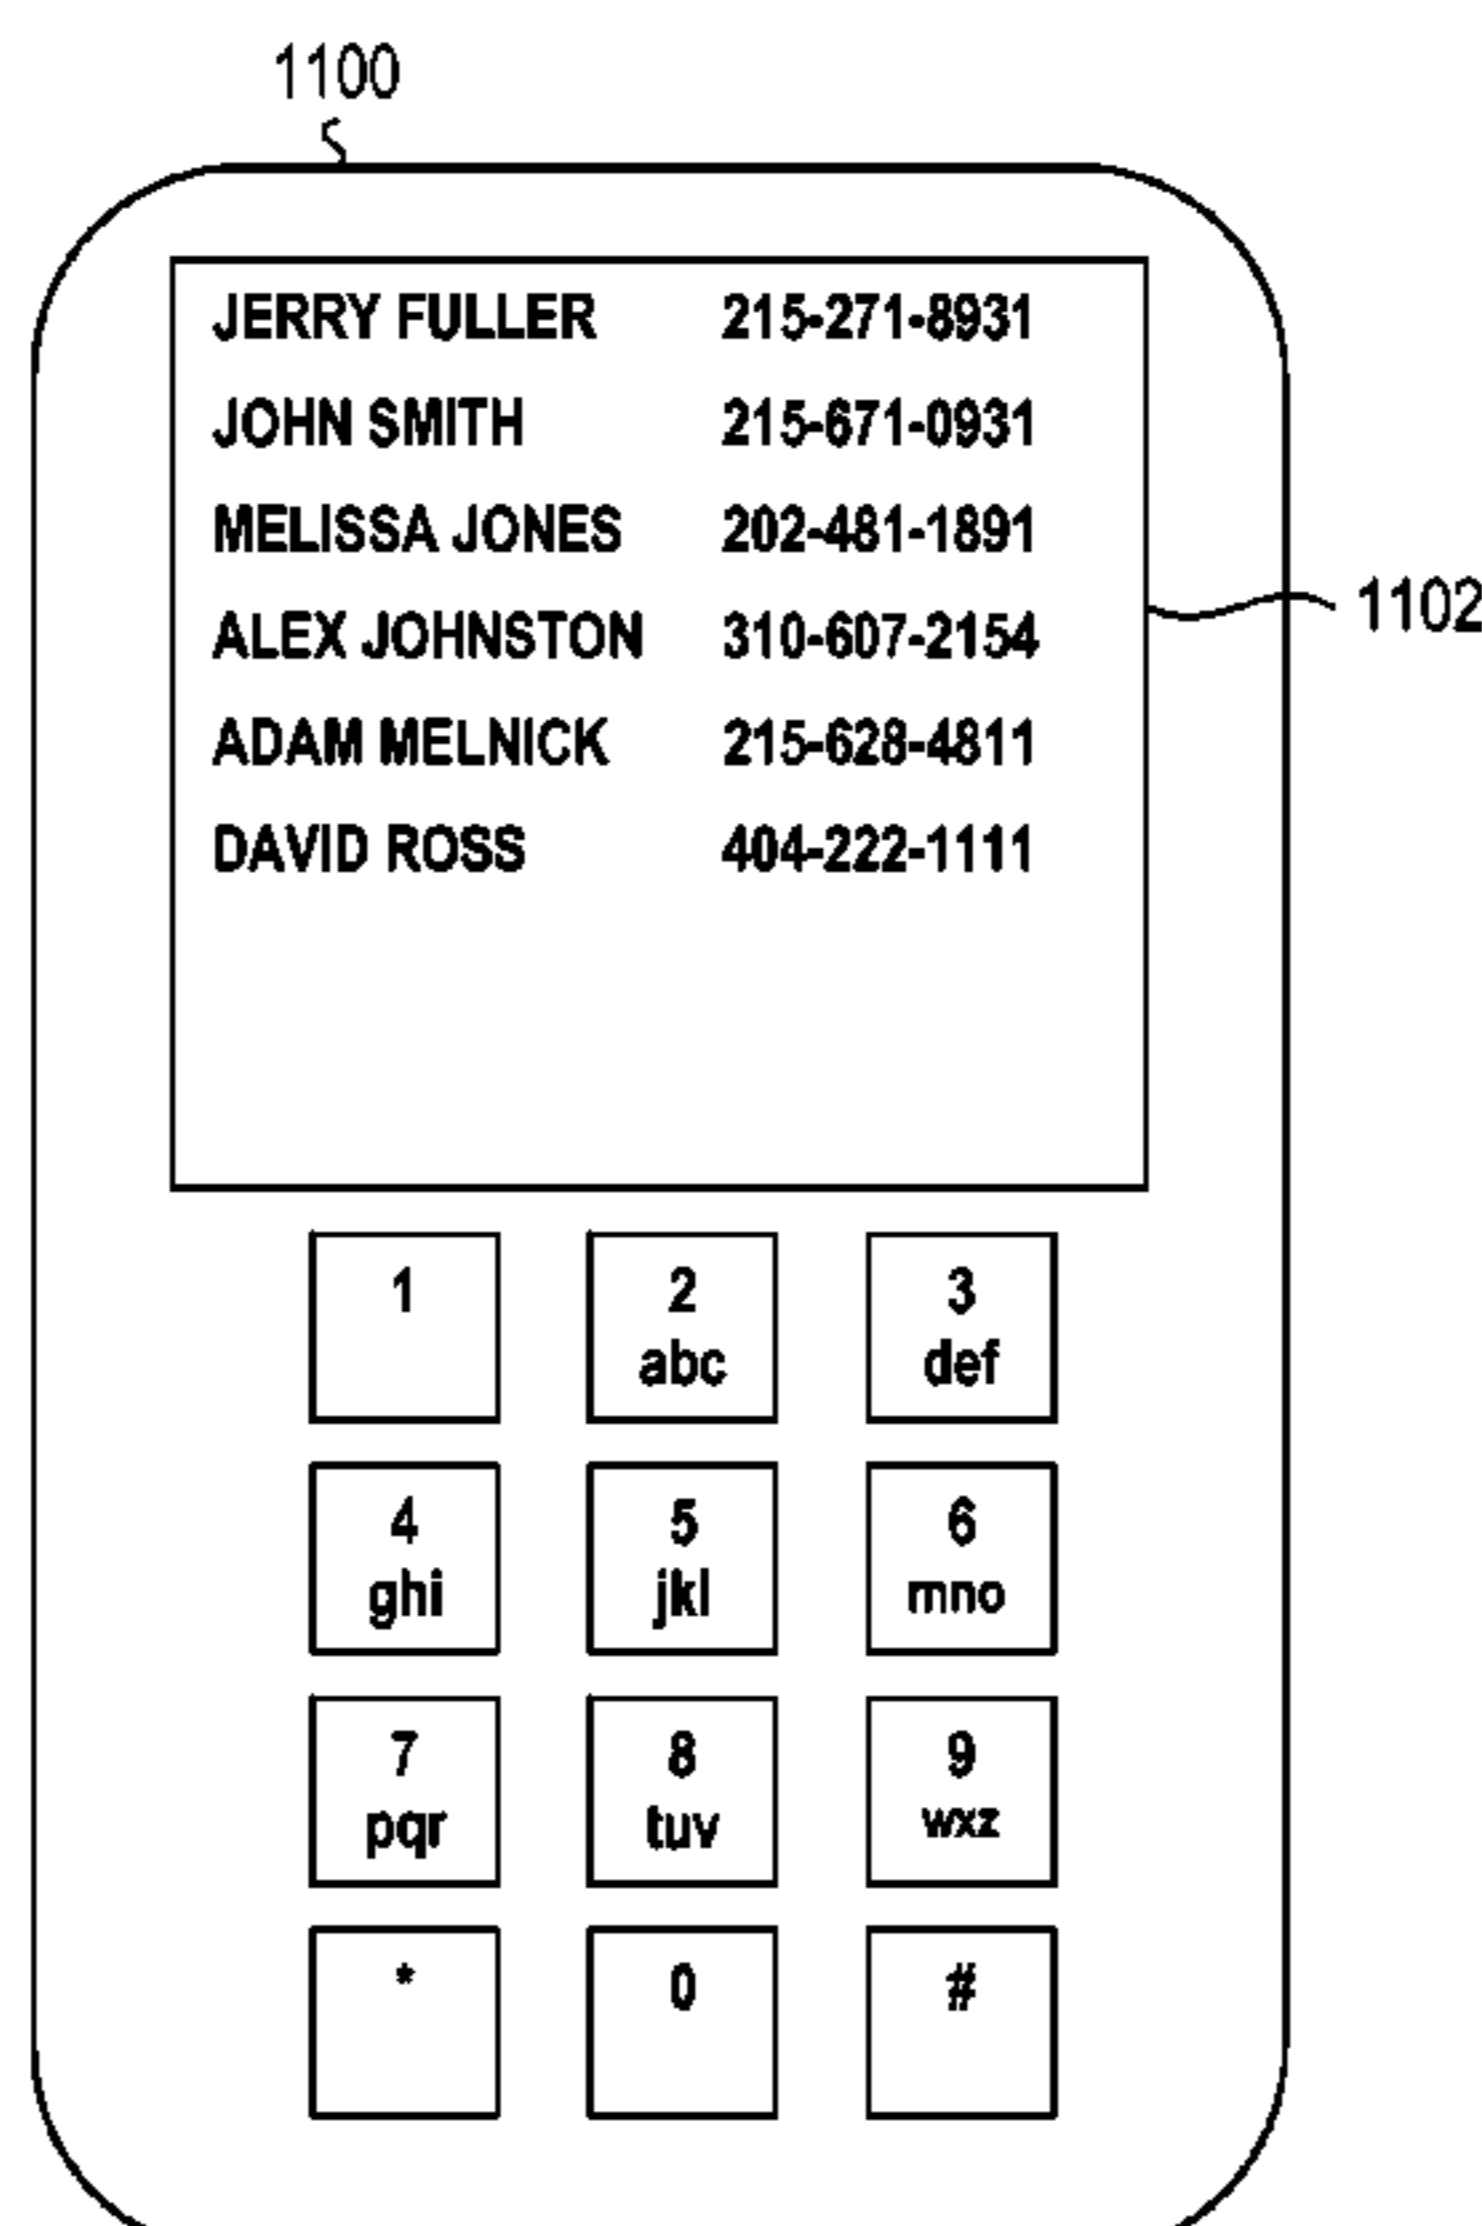 1100
JERRY FULLER 215-271-8931
JOHN SMITH 215-671-0931
MELISSA JONES 202-481-1891
ALEX JOHNSTON 310-607-2154
1102
ADAM MELNICK 215-628-4811
DAVID ROSS 404-222-1111
1 2 3
abc def
4 5 6
ghi jkl mno
7 8 9
pqr tuv wxz
* 0 #